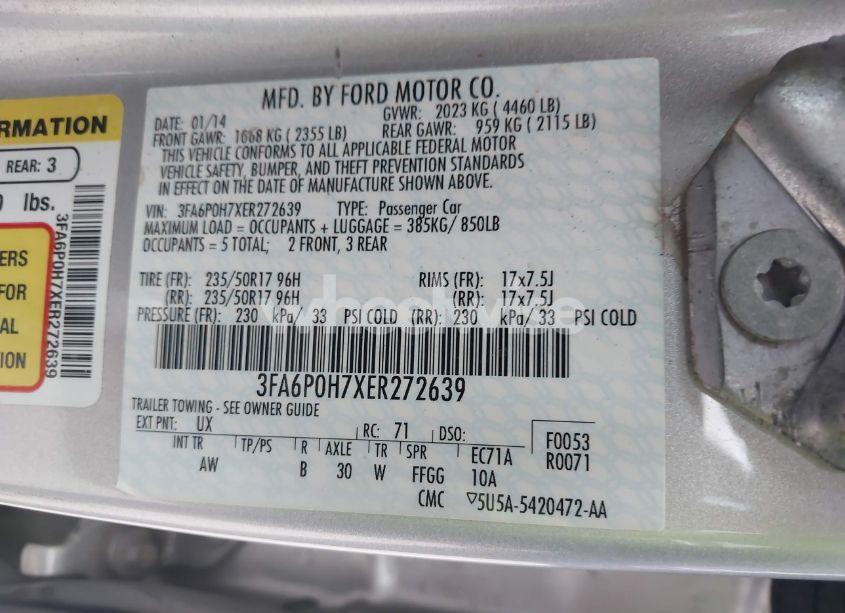 RMATION
REAR: 3
lbs.
ERS
FOR
AL
TION
3FA6P0H7XER272639
MFD. BY FORD MOTOR CO.
DATE: 01/14 GVWR: 2023 KG ( 4460 LB)
FRONT GAWR: 1668 KG ( 2355 LB) REAR GAWR: 959 KG ( 2115 LB)
THIS VEHICLE CONFORMS TO ALL APPLICABLE FEDERAL MOTOR
VEHICLE SAFETY, BUMPER, AND THEFT PREVENTION STANDARDS
IN EFFECT ON THE DATE OF MANUFACTURE SHOWN ABOVE.
VIN: 3FA6P0H7XER272639 TYPE: Passenger Car
MAXIMUM LOAD = OCCUPANTS + LUGGAGE = 385KG/ 850LB
OCCUPANTS = 5 TOTAL; 2 FRONT, 3 REAR
TIRE (FR): 235/50R17 96H RIMS (FR): 17x7.5J
(RR): 235/50R17 96H (RR): 17x7.5J
PRESSURE (FR): 230 kPa/ 33 PSI COLD (RR): 230 kPa/ 33 PSI COLD
3FA6P0H7XER272639
TRAILER TOWING - SEE OWNER GUIDE
EXT PNT: UX RC: 71 DSO: F0053
INT TR TP/PS R AXLE TR SPR EC71A R0071
AW B 30 W FFGG 10A
CMC ▽5U5A-5420472-AA